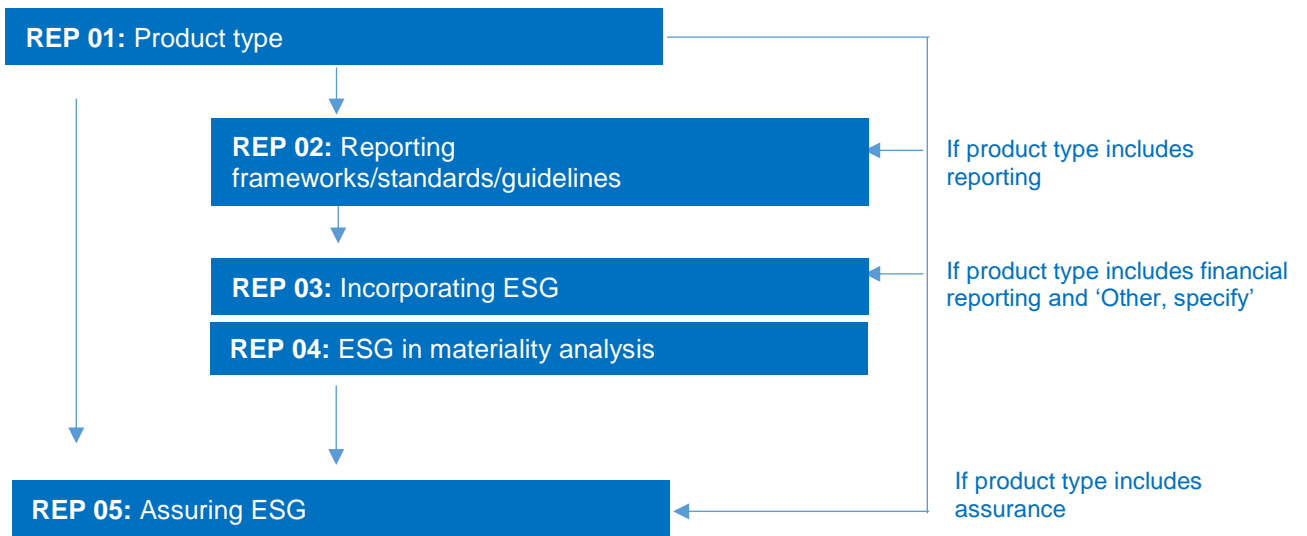 REP 01: Product type
REP 02: Reporting
frameworks/standards/guidelines
If product type includes
reporting
REP 03: Incorporating ESG
If product type includes financial
reporting and ‘Other, specify’
REP 04: ESG in materiality analysis
REP 05: Assuring ESG
If product type includes
assurance